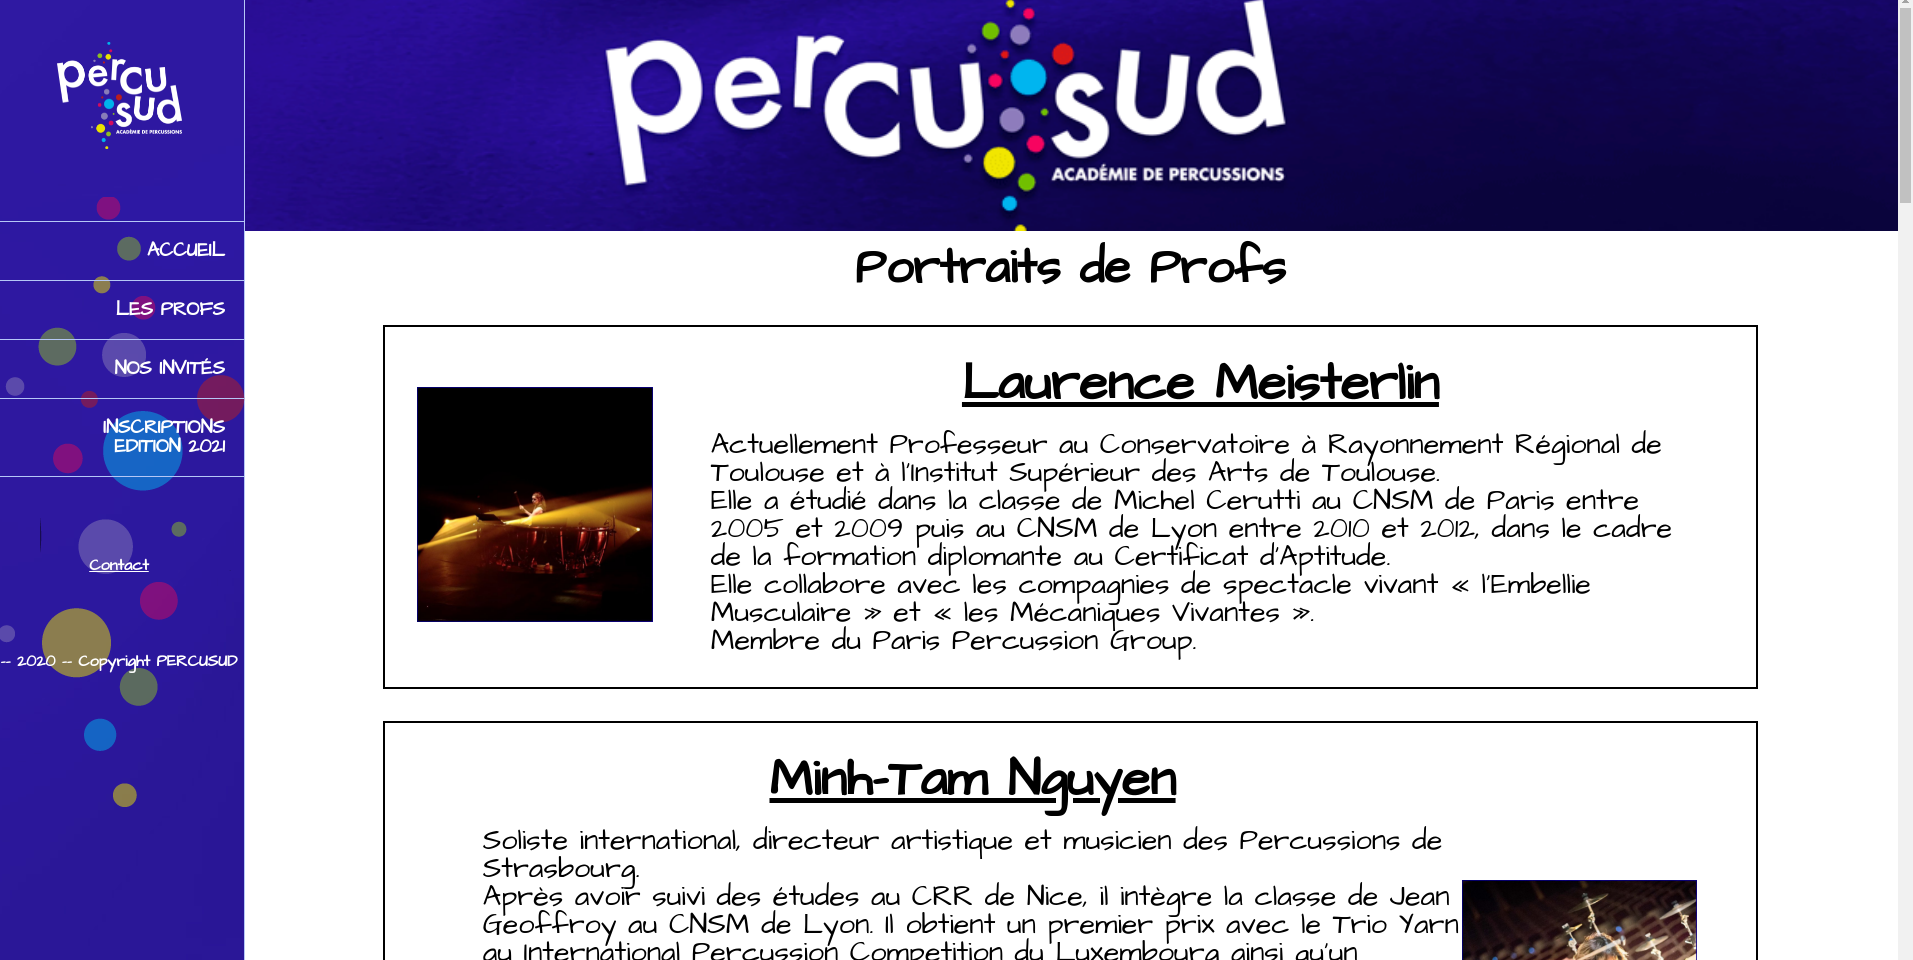 percu
sud
ACADÉMIE DE PERCUSSIONS
ACCUEIL
LES PROFS
NOS INVITÉS
INSCRIPTIONS
EDITION 2021
Contact
-- 2020 -- Copyright PERCUSUD
percu sud
ACADÉMIE DE PERCUSSIONS
Portraits de Profs
Laurence Meisterlin
Actuellement Professeur au Conservatoire à Rayonnement Régional de
Toulouse et à l'Institut Supérieur des Arts de Toulouse.
Elle a étudié dans la classe de Michel Cerutti au CNSM de Paris entre
2005 et 2009 puis au CNSM de Lyon entre 2010 et 2012, dans le cadre
de la formation diplomante au Certificat d'Aptitude.
Elle collabore avec les compagnies de spectacle vivant « l'Embellie
Musculaire » et « les Mécaniques Vivantes ».
Membre du Paris Percussion Group.
Minh-Tam Nguyen
Soliste international, directeur artistique et musicien des Percussions de
Strasbourg.
Après avoir suivi des études au CRR de Nice, il intègre la classe de Jean
Geoffroy au CNSM de Lyon. Il obtient un premier prix avec le Trio Yarn
au International Percussion Competition du Luxembourg ainsi qu'un